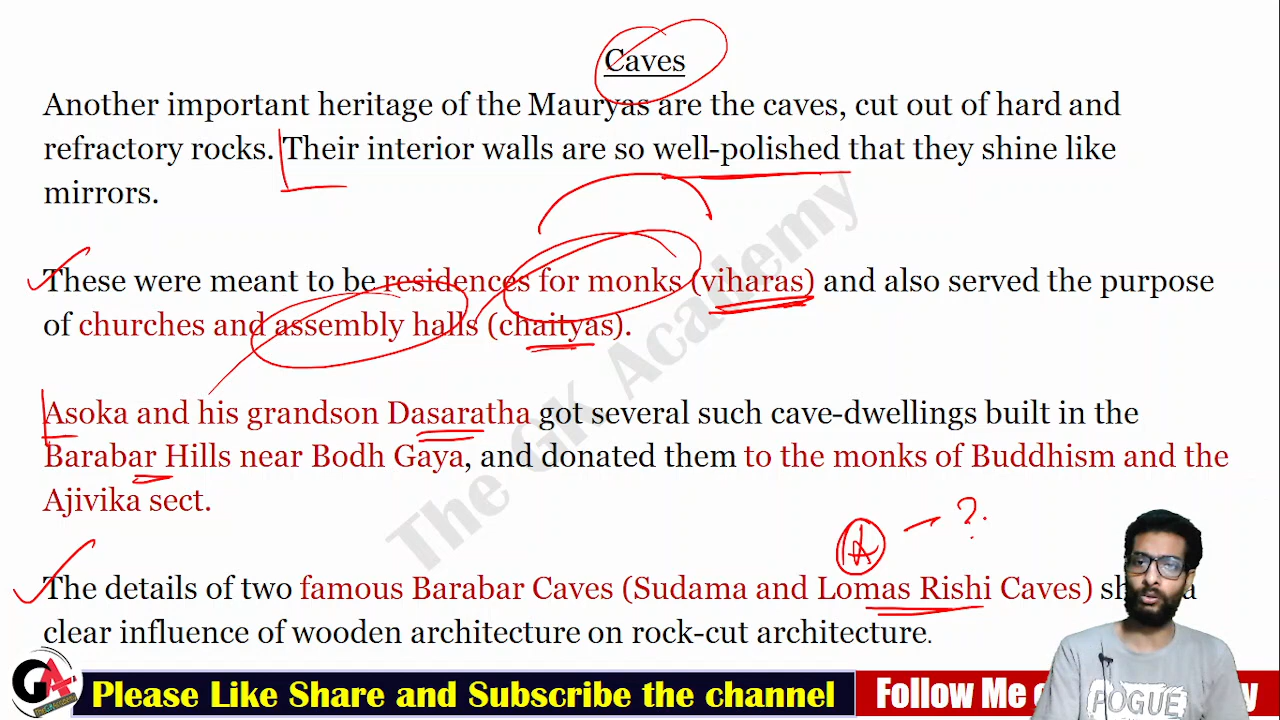 Caves
Another important heritage of the Mauryas are the caves, cut out of hard and
refractory rocks. Their interior walls are so well-polished that they shine like
mirrors.
These were meant to be residences for monks (viharas) and also served the purpose
of churches and assembly halls (chaityas).
Asoka and his grandson Dasaratha got several such cave-dwellings built in the
Barabar Hills near Bodh Gaya, and donated them to the monks of Buddhism and the
Ajivika sect.
A – ?
The details of two famous Barabar Caves (Sudama and Lomas Rishi Caves)
clear influence of wooden architecture on rock-cut architecture.
The GK Academy
GA
Please Like Share and Subscribe the channel
Follow Me
POGUE